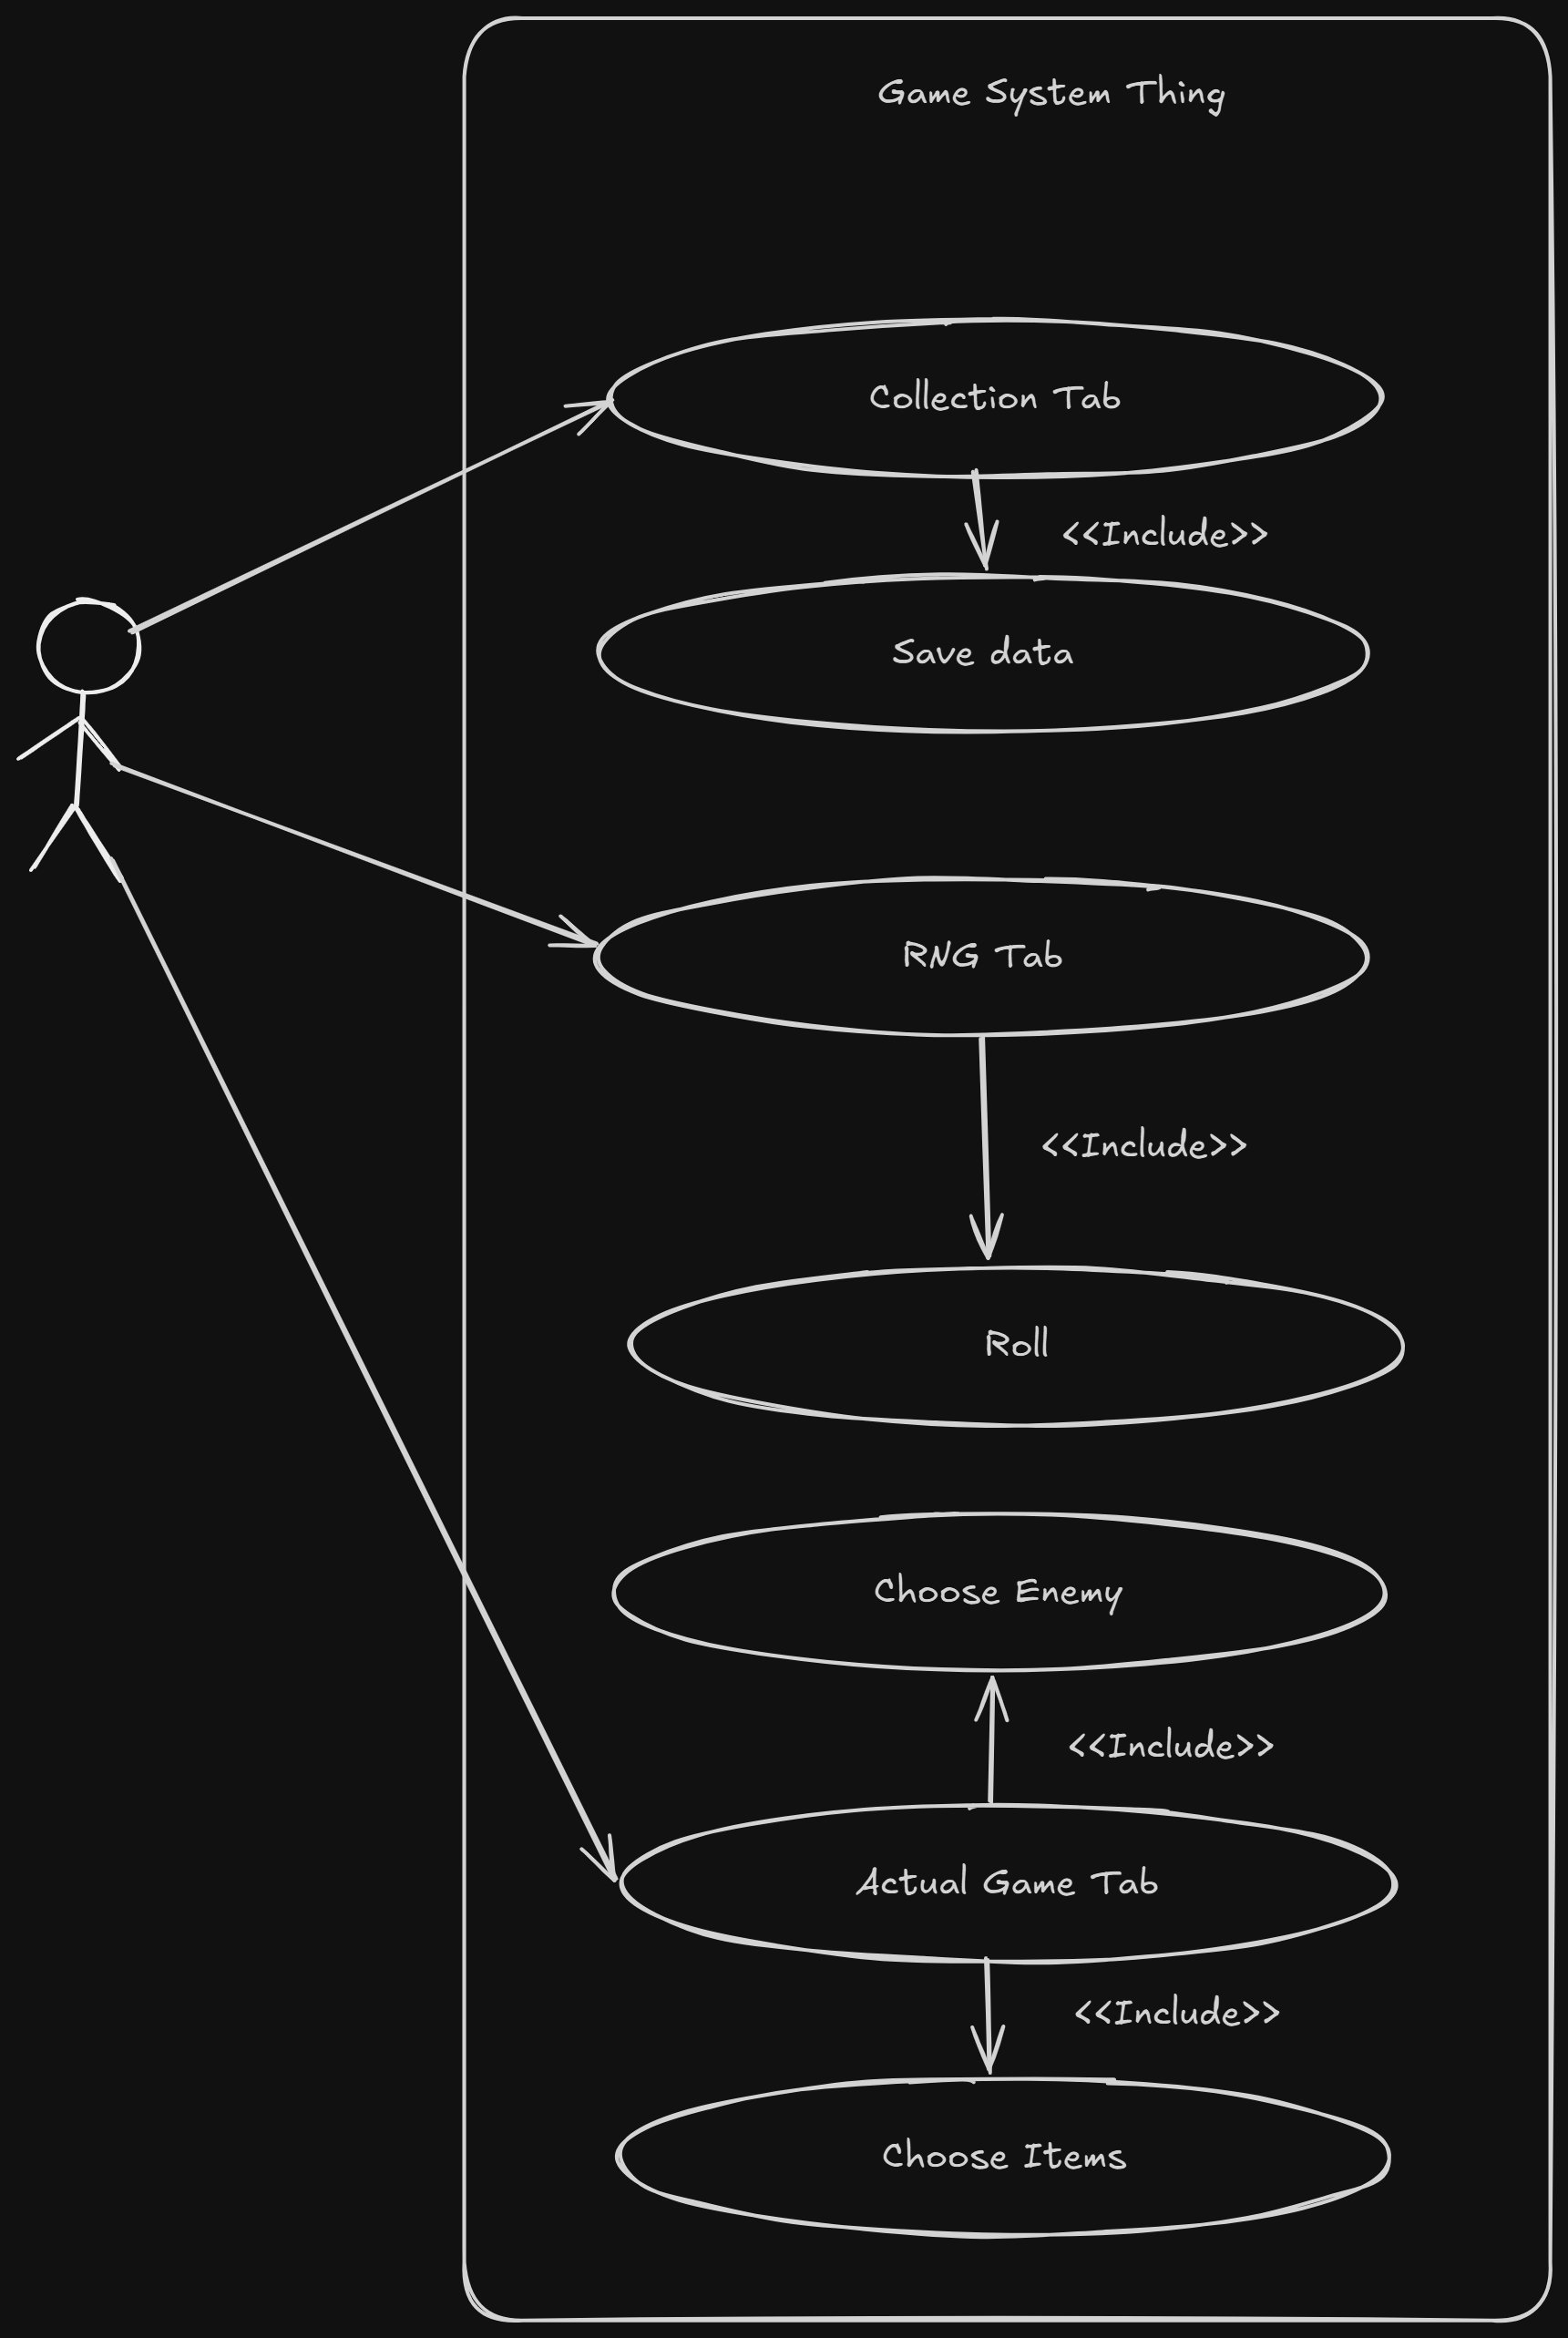 Game System Thing
Collection Tab
<<Include>>
Save data
RNG Tab
<<Include>>
Roll
Choose Enemy
<<Include>>
Actual Game Tab
<<Include>>
Choose Items